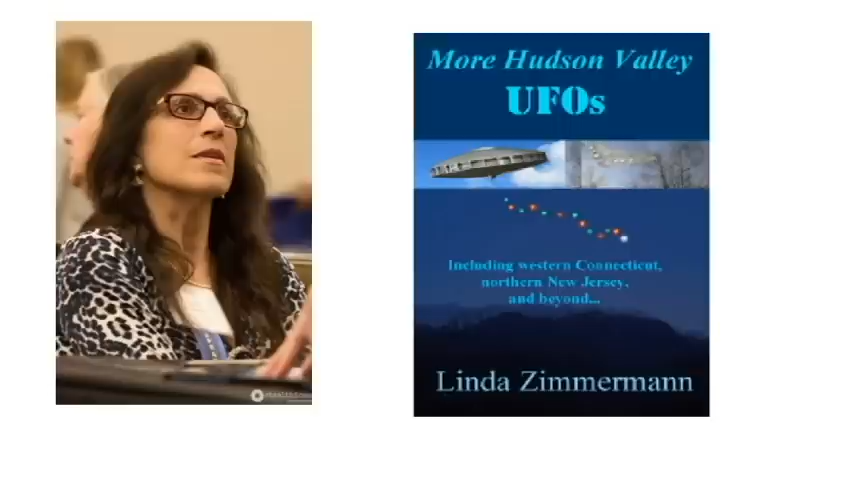 More Hudson Valley
UFOs
Including western Connecticut,
northern New Jersey,
and beyond...
Linda Zimmermann